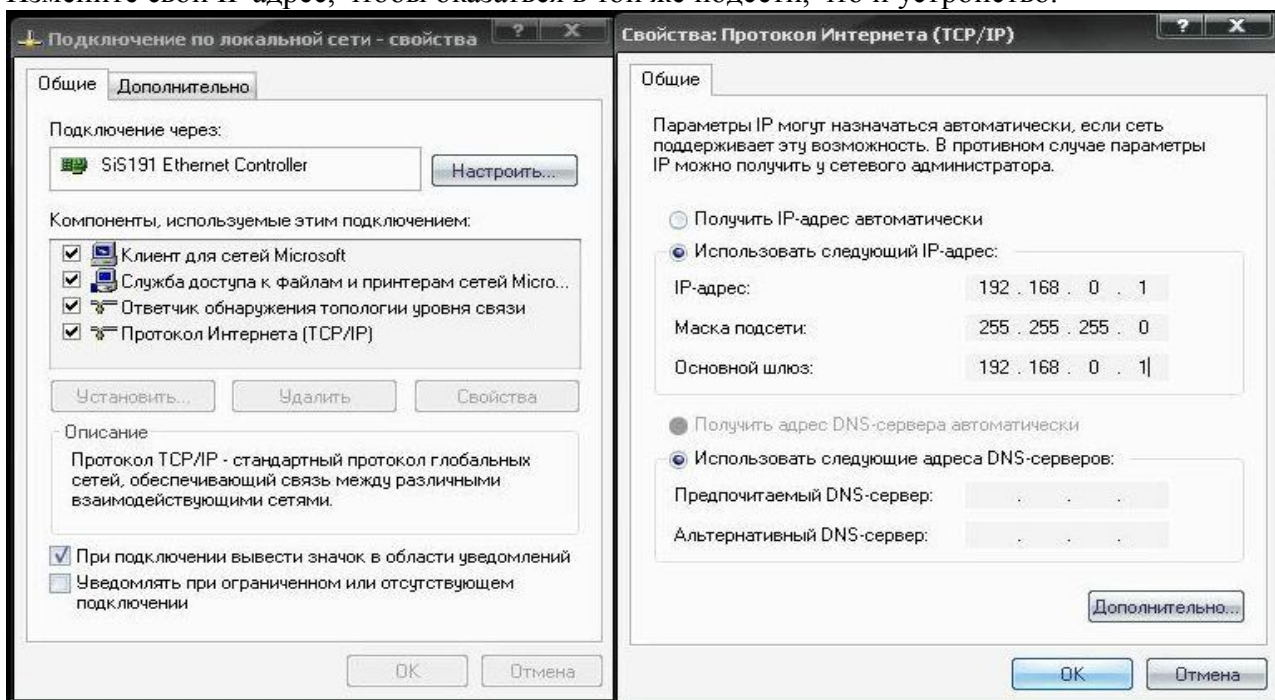 Измените свой IP-адрес, чтобы оказаться в той же подсети, что и устройство:
Подключение по локальной сети - свойства
Общие
Дополнительно
Подключение через:
SiS191 Ethernet Controller
Настроить...
Компоненты, используемые этим подключением:
Клиент для сетей Microsoft
Служба доступа к файлам и принтерам сетей Micro...
Ответчик обнаружения топологии уровня связи
Протокол Интернета (TCP/IP)
Установить...
Удалить
Свойства
Описание
Протокол TCP/IP - стандартный протокол глобальных
сетей, обеспечивающий связь между различными
взаимодействующими сетями.
При подключении вывести значок в области уведомлений
Уведомлять при ограниченном или отсутствующем
подключении
OK
Отмена
Свойства: Протокол Интернета (TCP/IP)
Общие
Параметры IP могут назначаться автоматически, если сеть
поддерживает эту возможность. В противном случае параметры
IP можно получить у сетевого администратора.
Получить IP-адрес автоматически
Использовать следующий IP-адрес:
IP-адрес: 192 . 168 . 0 . 1
Маска подсети: 255 . 255 . 255 . 0
Основной шлюз: 192 . 168 . 0 . 1
Получить адрес DNS-сервера автоматически
Использовать следующие адреса DNS-серверов:
Предпочитаемый DNS-сервер: . . .
Альтернативный DNS-сервер: . . .
Дополнительно...
OK
Отмена